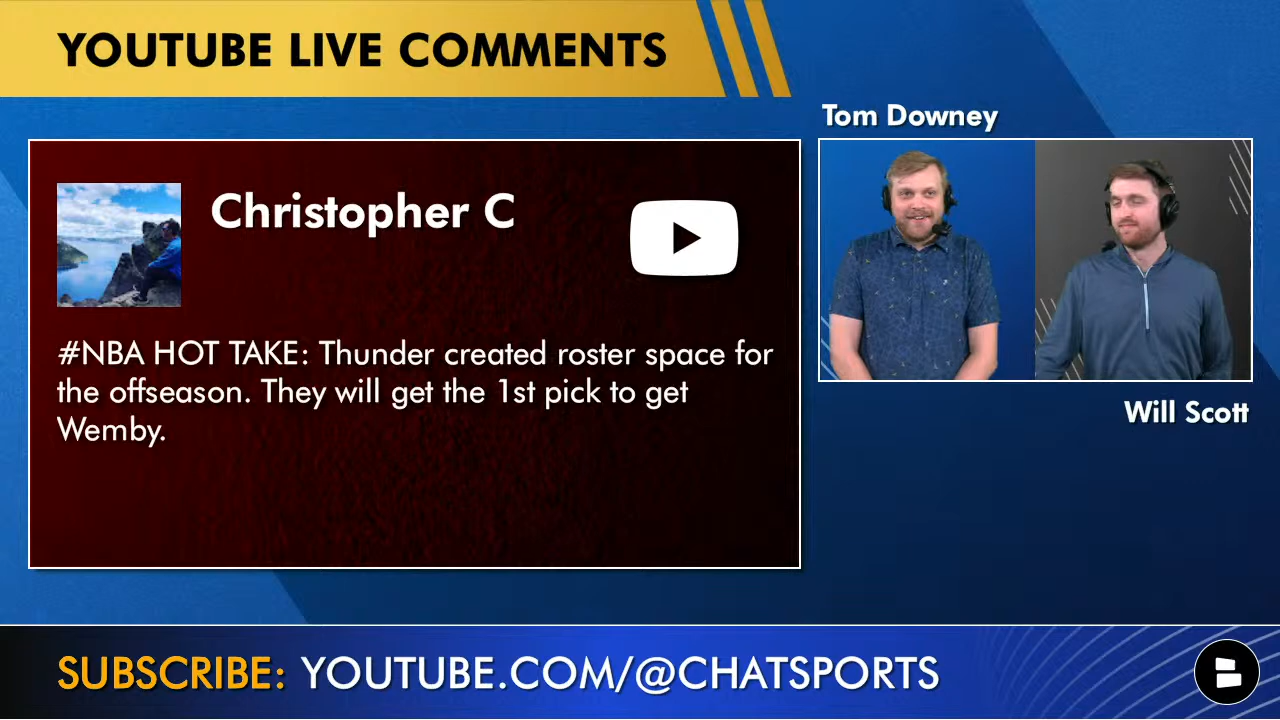 YOUTUBE LIVE COMMENTS
Tom Downey
Christopher C
#NBA HOT TAKE: Thunder created roster space for
the offseason. They will get the 1st pick to get
Wemby.
Will Scott
SUBSCRIBE: YOUTUBE.COM/@CHATSPORTS